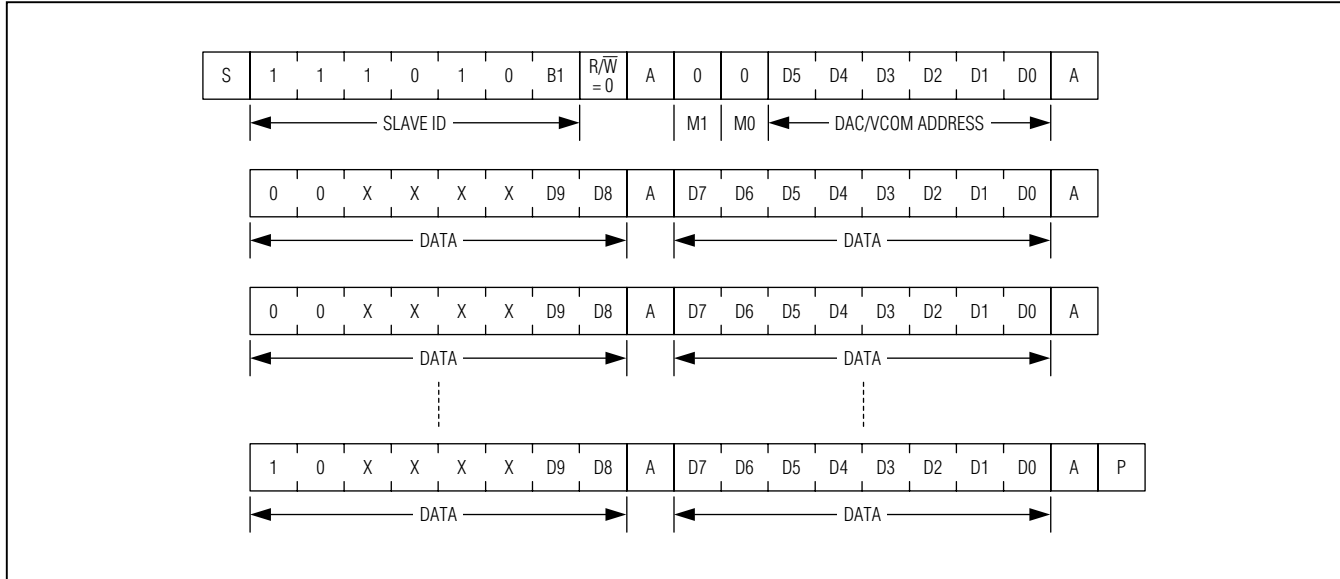 S 1 1 1 0 1 0 B1 R/W̅ = 0 A 0 0 D5 D4 D3 D2 D1 D0 A
SLAVE ID M1 M0 DAC/VCOM ADDRESS
0 0 X X X X D9 D8 A D7 D6 D5 D4 D3 D2 D1 D0 A
DATA DATA
0 0 X X X X D9 D8 A D7 D6 D5 D4 D3 D2 D1 D0 A
DATA DATA
1 0 X X X X D9 D8 A D7 D6 D5 D4 D3 D2 D1 D0 A P
DATA DATA